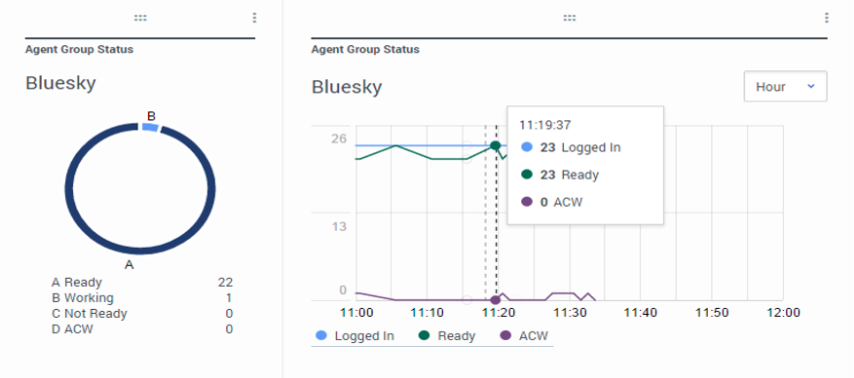 Agent Group Status
Bluesky
B
A
A Ready 22
B Working 1
C Not Ready 0
D ACW 0
Agent Group Status
Bluesky
Hour
26
13
0
11:19:37
23 Logged In
23 Ready
0 ACW
11:00 11:10 11:20 11:30 11:40 11:50 12:00
Logged In Ready ACW